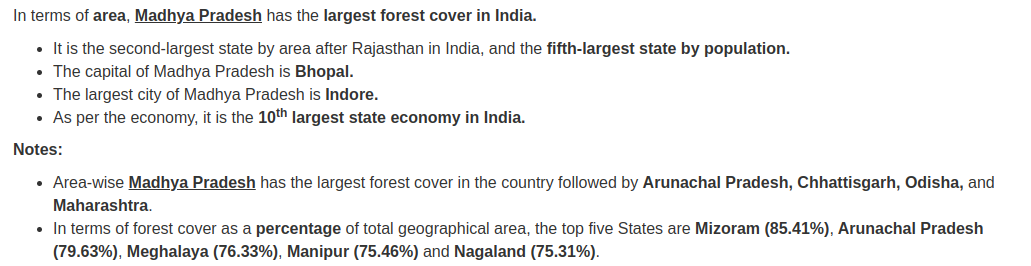 In terms of area, Madhya Pradesh has the largest forest cover in India.
• It is the second-largest state by area after Rajasthan in India, and the fifth-largest state by population.
• The capital of Madhya Pradesh is Bhopal.
• The largest city of Madhya Pradesh is Indore.
• As per the economy, it is the 10th largest state economy in India.
Notes:
• Area-wise Madhya Pradesh has the largest forest cover in the country followed by Arunachal Pradesh, Chhattisgarh, Odisha, and
Maharashtra.
• In terms of forest cover as a percentage of total geographical area, the top five States are Mizoram (85.41%), Arunachal Pradesh
(79.63%), Meghalaya (76.33%), Manipur (75.46%) and Nagaland (75.31%).